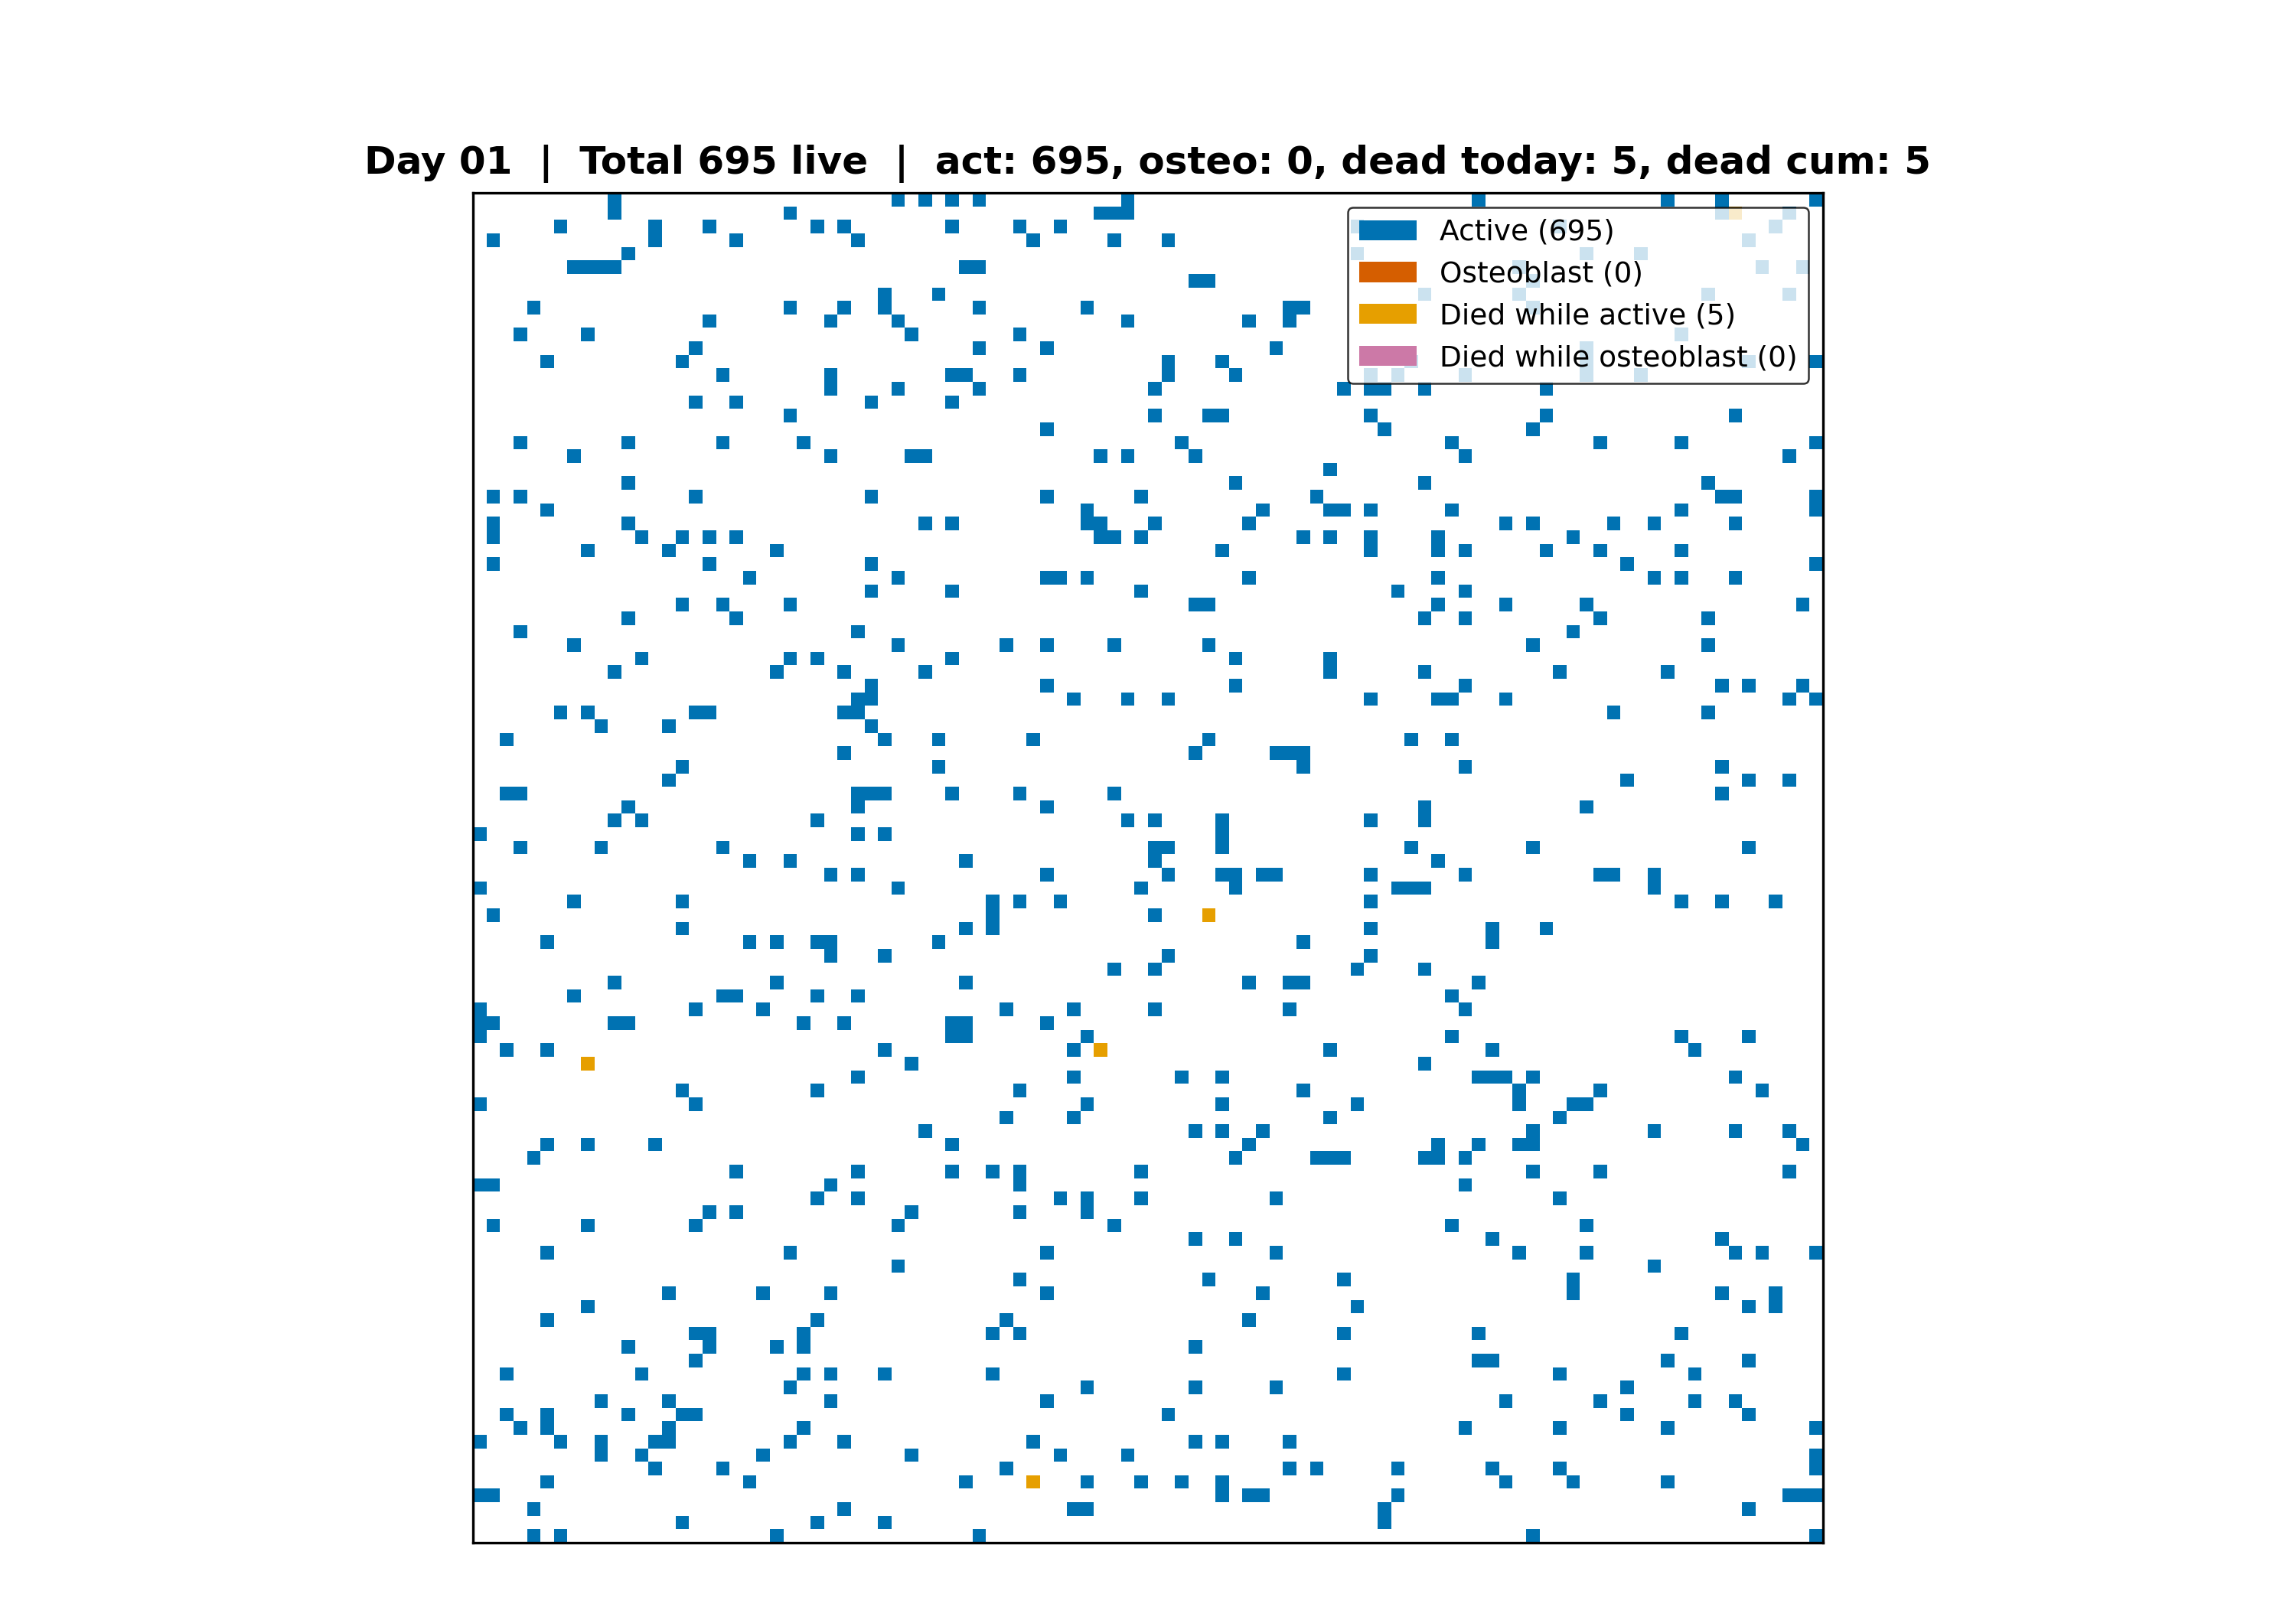 Day 01 | Total 695 live | act: 695, osteo: 0, dead today: 5, dead cum: 5
Active (695)
Osteoblast (0)
Died while active (5)
Died while osteoblast (0)